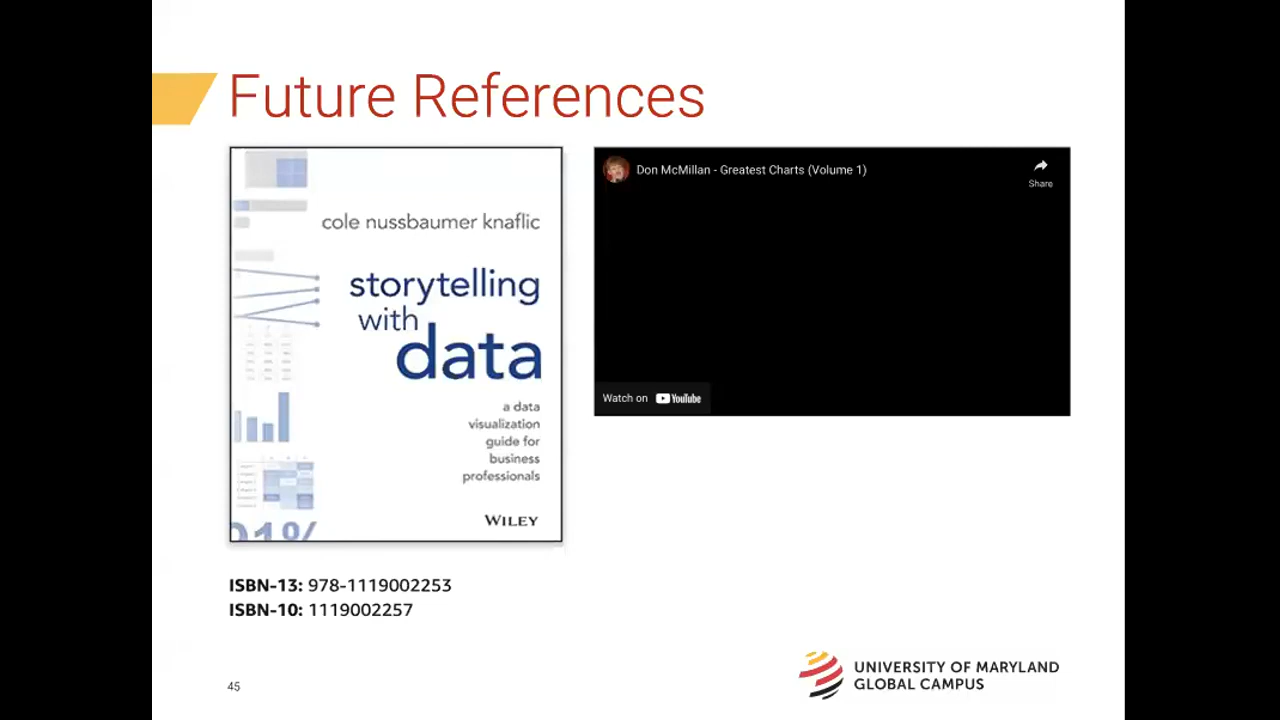 Future References
cole nussbaumer knaflic
storytelling
with
data
a data
visualization
guide for
business
professionals
WILEY
91%
ISBN-13: 978-1119002253
ISBN-10: 1119002257
Don McMillan - Greatest Charts (Volume 1)
Share
Watch on YouTube
45
UNIVERSITY OF MARYLAND
GLOBAL CAMPUS